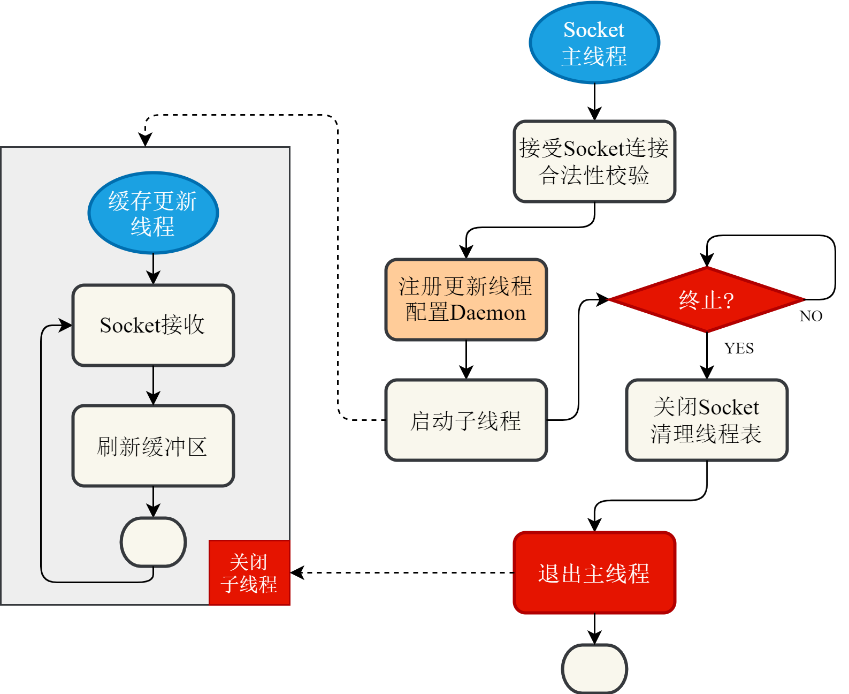 Socket
主线程
接受Socket连接
合法性校验
注册更新线程
配置Daemon
启动子线程
终止?
NO
YES
关闭Socket
清理线程表
退出主线程
缓存更新
线程
Socket接收
刷新缓冲区
关闭
子线程